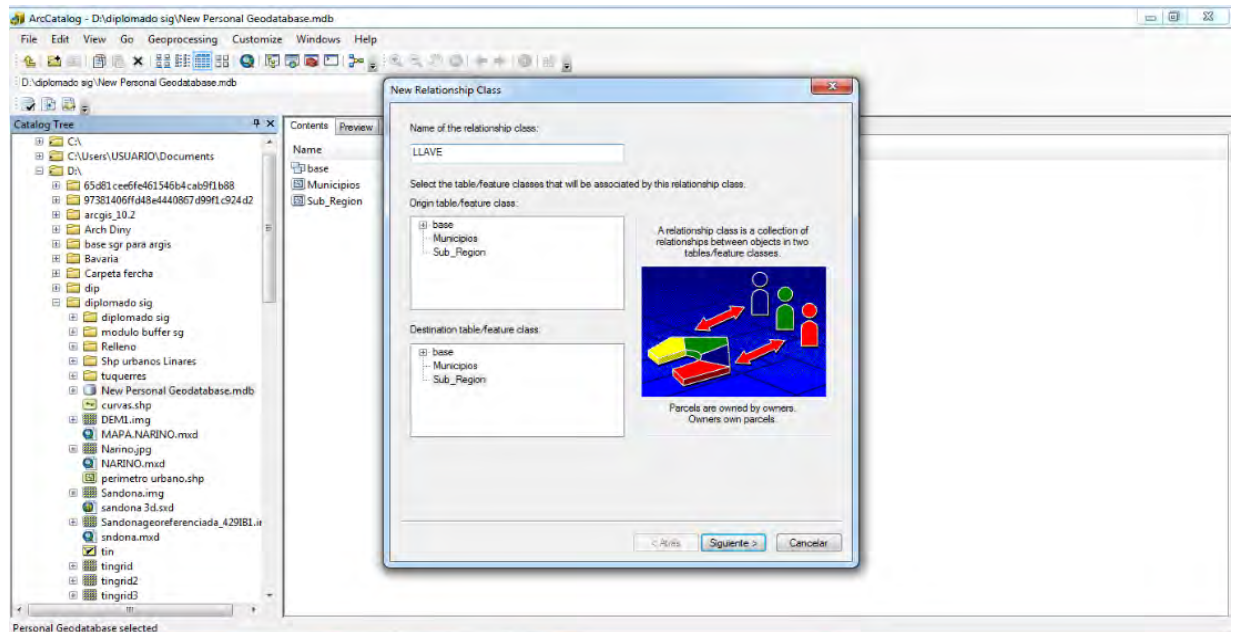 ArcCatalog - D:\diplomado sig\New Personal Geodatabase.mdb
File Edit View Go Geoprocessing Customize Windows Help
D:\diplomado sig\New Personal Geodatabase.mdb
Catalog Tree
C:\
C:\Users\USUARIO\Documents
D:\
65d81cee6fe461546b4cab9f1b88
97381406ffd48e4440867d99f1c924d2
arcgis_10.2
Arch Diny
base sgr para argis
Bavaria
Carpeta fercha
dip
diplomado sig
diplomado sig
modulo buffer sg
Relleno
Shp urbanos Linares
tuquerres
New Personal Geodatabase.mdb
curvas.shp
DEM1.img
MAPA.NARINO.mxd
Narino.jpg
NARINO.mxd
perimetro urbano.shp
Sandona.img
sandona 3d.sxd
Sandonageoreferenciada_429IB1.ir
sndona.mxd
tin
tingrid
tingrid2
tingrid3
Contents Preview
Name
base
Municipios
Sub_Region
New Relationship Class
Name of the relationship class:
LLAVE
Select the table/feature classes that will be associated by this relationship class.
Origin table/feature class:
base
Municipios
Sub_Region
Destination table/feature class:
base
Municipios
Sub_Region
A relationship class is a collection of
relationships between objects in two
tables/feature classes.
Parcels are owned by owners.
Owners own parcels.
< Atrás Siguiente > Cancelar
Personal Geodatabase selected